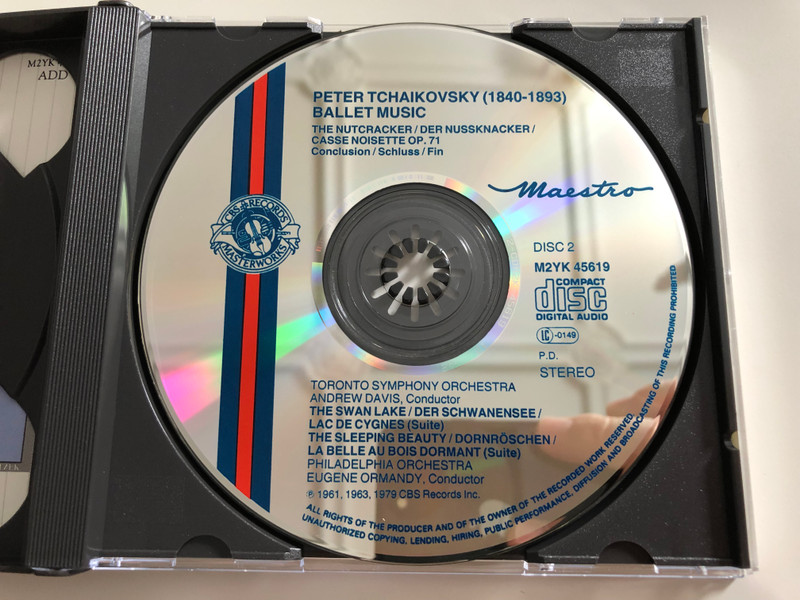 M2YK
ADD
PETER TCHAIKOVSKY (1840-1893)
BALLET MUSIC
THE NUTCRACKER / DER NUSSKNACKER /
CASSE NOISETTE OP. 71
Conclusion / Schluss / Fin
Maestro
CBS RECORDS
MASTERWORKS
DISC 2
M2YK 45619
COMPACT
disc
DIGITAL AUDIO
LC-0149
P.D.
STEREO
TORONTO SYMPHONY ORCHESTRA
ANDREW DAVIS, Conductor
THE SWAN LAKE / DER SCHWANENSEE /
LAC DE CYGNES (Suite)
THE SLEEPING BEAUTY / DORNRÖSCHEN /
LA BELLE AU BOIS DORMANT (Suite)
PHILADELPHIA ORCHESTRA
EUGENE ORMANDY, Conductor
℗ 1961, 1963, 1979 CBS Records Inc.
ALL RIGHTS OF THE PRODUCER AND OF THE OWNER OF THE RECORDED WORK RESERVED.
UNAUTHORIZED COPYING, LENDING, HIRING, PUBLIC PERFORMANCE, DIFFUSION AND BROADCASTING OF THIS RECORDING PROHIBITED